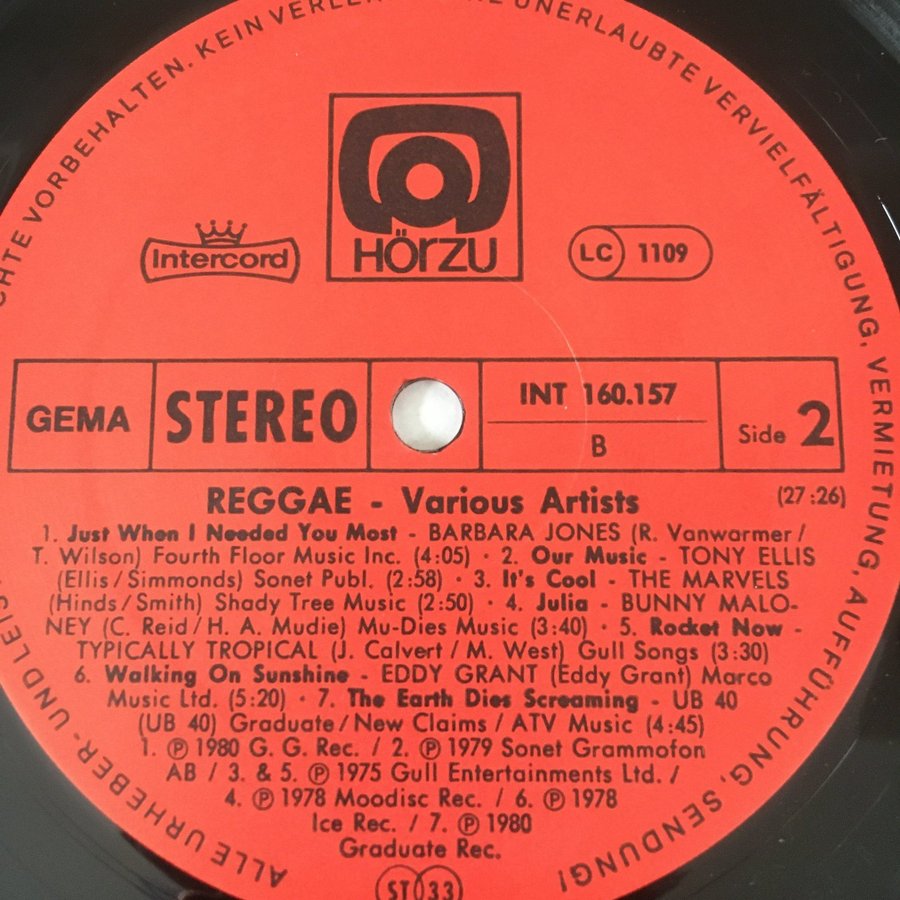 CHTE VORBEHALTEN. KEIN VERLEIH UNERLAUBTE VERVIELFÄLTIGUNG, VERMIETUNG, AUFFÜHRUNG, SENDUNG!
ALLE URHEBER- UND LEIS
HÖRZU
Intercord
LC 1109
GEMA
STEREO
INT 160.157
B
Side 2
REGGAE - Various Artists (27:26)
1. Just When I Needed You Most - BARBARA JONES (R. Vanwarmer/
T. Wilson) Fourth Floor Music Inc. (4:05) · 2. Our Music - TONY ELLIS
(Ellis/Simmonds) Sonet Publ. (2:58) · 3. It's Cool - THE MARVELS
(Hinds/Smith) Shady Tree Music (2:50) · 4. Julia - BUNNY MALO-
NEY (C. Reid/H. A. Mudie) Mu-Dies Music (3:40) · 5. Rocket Now -
TYPICALLY TROPICAL (J. Calvert/M. West) Gull Songs (3:30)
6. Walking On Sunshine - EDDY GRANT (Eddy Grant) Marco
Music Ltd. (5:20) · 7. The Earth Dies Screaming - UB 40
(UB 40) Graduate/New Claims/ATV Music (4:45)
1. ℗ 1980 G. G. Rec. / 2. ℗ 1979 Sonet Grammofon
AB / 3. & 5. ℗ 1975 Gull Entertainments Ltd. /
4. ℗ 1978 Moodisc Rec. / 6. ℗ 1978
Ice Rec. / 7. ℗ 1980
Graduate Rec.
ST 33